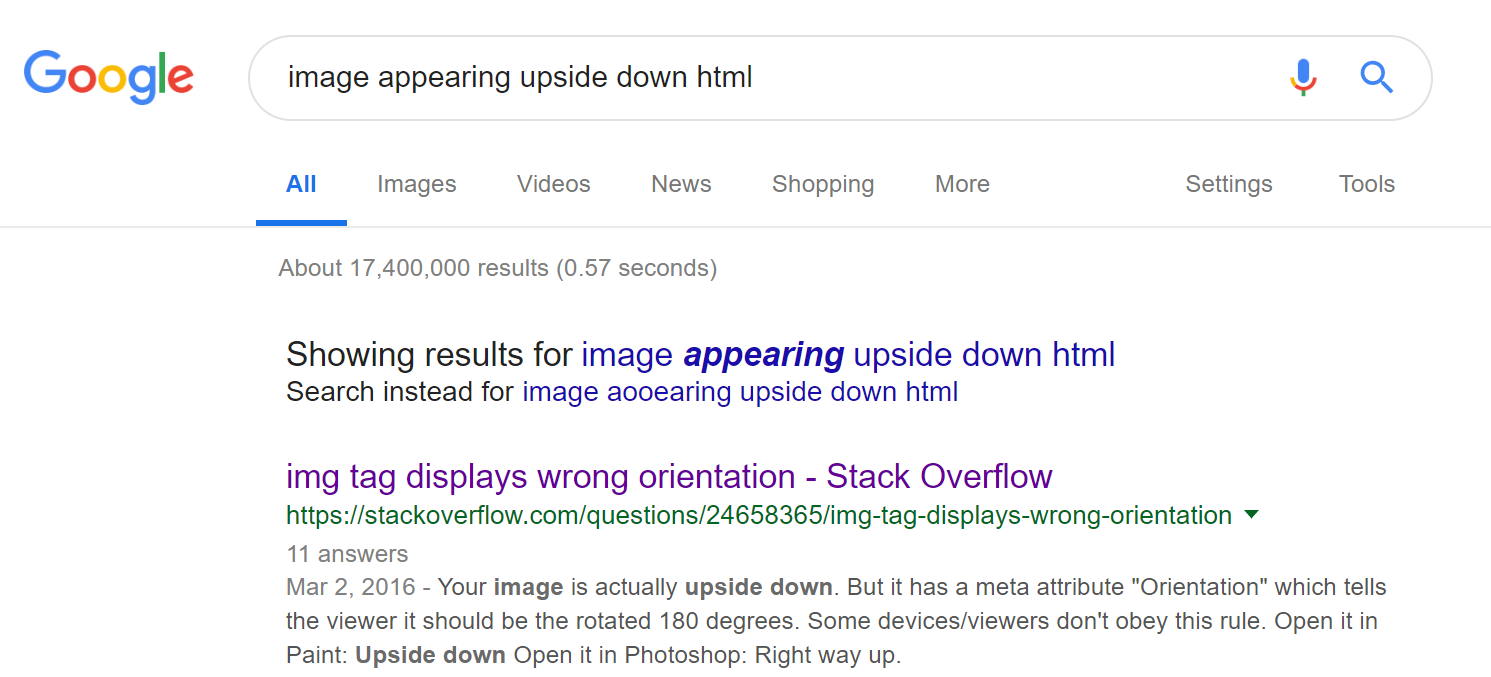 Google
image appearing upside down html
All Images Videos News Shopping More Settings Tools
About 17,400,000 results (0.57 seconds)
Showing results for image appearing upside down html
Search instead for image aooearing upside down html
img tag displays wrong orientation - Stack Overflow
https://stackoverflow.com/questions/24658365/img-tag-displays-wrong-orientation
11 answers
Mar 2, 2016 - Your image is actually upside down. But it has a meta attribute "Orientation" which tells
the viewer it should be the rotated 180 degrees. Some devices/viewers don't obey this rule. Open it in
Paint: Upside down Open it in Photoshop: Right way up.